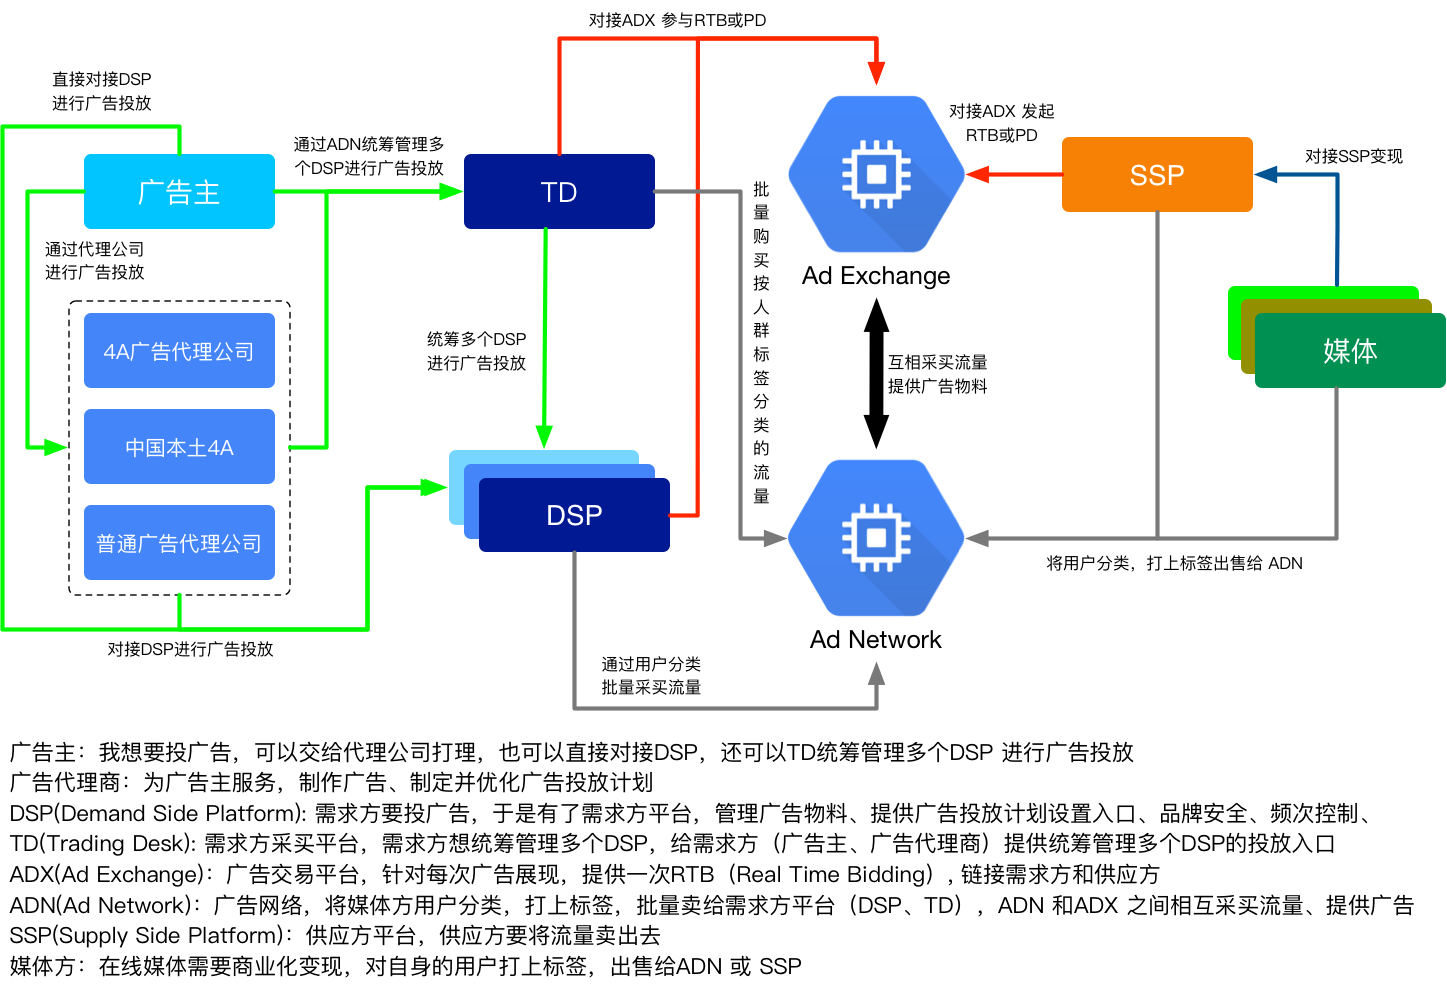 对接ADX 参与RTB或PD
直接对接DSP
进行广告投放
通过ADN统筹管理多
个DSP进行广告投放
对接ADX 发起
RTB或PD
对接SSP变现
广告主
TD
SSP
批量购买按人群标签分类的流量
通过代理公司
进行广告投放
Ad Exchange
4A广告代理公司
统筹多个DSP
进行广告投放
互相采买流量
提供广告物料
媒体
中国本土4A
DSP
普通广告代理公司
将用户分类，打上标签出售给 ADN
Ad Network
对接DSP进行广告投放
通过用户分类
批量采买流量
广告主：我想要投广告，可以交给代理公司打理，也可以直接对接DSP，还可以TD统筹管理多个DSP 进行广告投放
广告代理商：为广告主服务，制作广告、制定并优化广告投放计划
DSP(Demand Side Platform): 需求方要投广告，于是有了需求方平台，管理广告物料、提供广告投放计划设置入口、品牌安全、频次控制、
TD(Trading Desk): 需求方采买平台，需求方想统筹管理多个DSP，给需求方（广告主、广告代理商）提供统筹管理多个DSP的投放入口
ADX(Ad Exchange)：广告交易平台，针对每次广告展现，提供一次RTB（Real Time Bidding）, 链接需求方和供应方
ADN(Ad Network)：广告网络，将媒体方用户分类，打上标签，批量卖给需求方平台（DSP、TD），ADN 和ADX 之间相互采买流量、提供广告
SSP(Supply Side Platform)：供应方平台，供应方要将流量卖出去
媒体方：在线媒体需要商业化变现，对自身的用户打上标签，出售给ADN 或 SSP